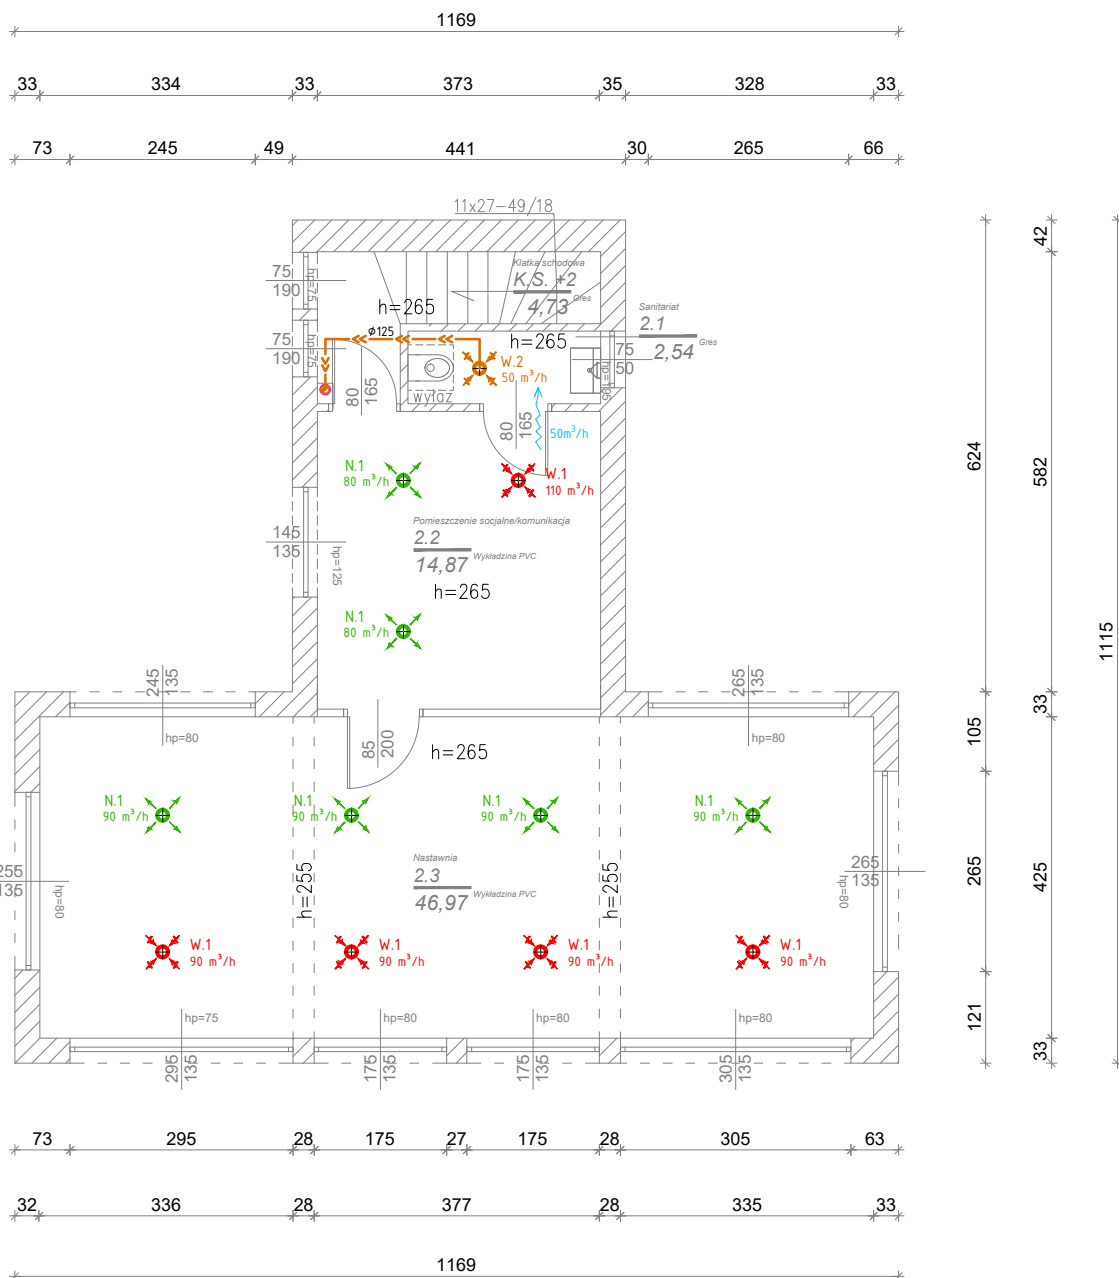 1169
33 334 33 373 35 328 33
73 245 49 441 30 265 66
11x27-49/18
42
Klatka schodowa
K.S. +2
4,73
Gres
75
190
hp=75
h=265
Sanitariat
2.1
2,54
Gres
ø125
h=265
75
190
hp=75
75
50
hp=195
W.2
50 m³/h
80
165
wyłaz
80
165
50m³/h
624
582
N.1
80 m³/h
W.1
110 m³/h
Pomieszczenie socjalne/komunikacja
2.2
14,87
Wykładzina PVC
145
135
hp=125
h=265
N.1
80 m³/h
1115
245
135
265
135
33
105
hp=80
85
200
h=265
hp=80
N.1
90 m³/h
N.1
90 m³/h
N.1
90 m³/h
N.1
90 m³/h
255
135
hp=80
h=255
Nastawnia
2.3
46,97
Wykładzina PVC
h=255
265
135
hp=80
265
425
W.1
90 m³/h
W.1
90 m³/h
W.1
90 m³/h
W.1
90 m³/h
121
33
hp=75
hp=80
hp=80
hp=80
295
135
175
135
175
135
305
135
73 295 28 175 27 175 28 305 63
32 336 28 377 28 335 33
1169